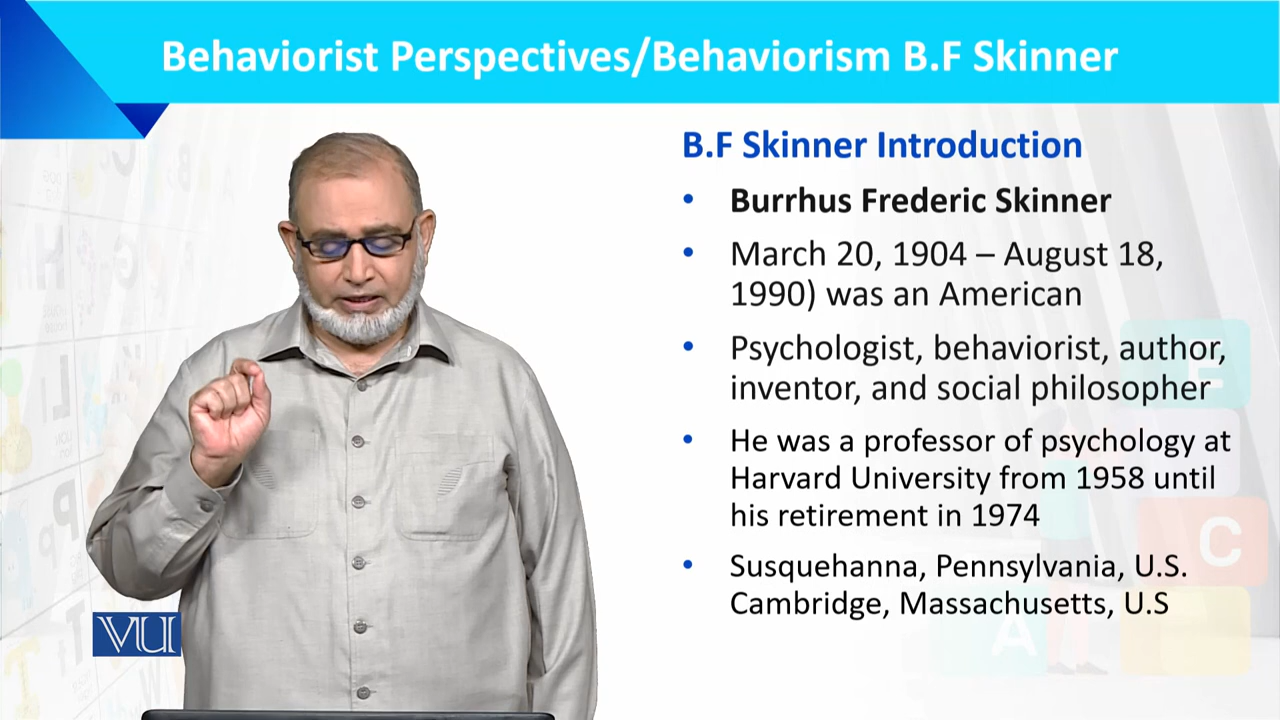 Behaviorist Perspectives/Behaviorism B.F Skinner
B.F Skinner Introduction
• Burrhus Frederic Skinner
• March 20, 1904 – August 18,
1990) was an American
• Psychologist, behaviorist, author,
inventor, and social philosopher
• He was a professor of psychology at
Harvard University from 1958 until
his retirement in 1974
• Susquehanna, Pennsylvania, U.S.
Cambridge, Massachusetts, U.S
VU
C
A